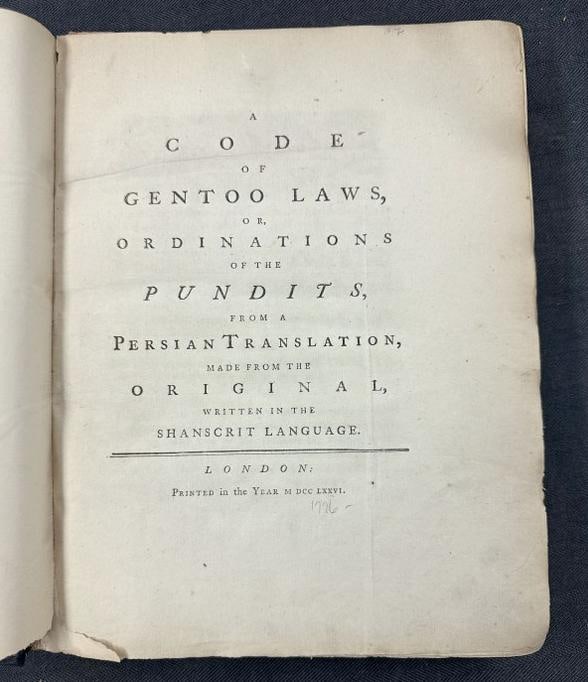 A
CODE
OF
GENTOO LAWS,
OR,
ORDINATIONS
OF THE
PUNDITS,
FROM A
PERSIAN TRANSLATION,
MADE FROM THE
ORIGINAL,
WRITTEN IN THE
SHANSCRIT LANGUAGE.
LONDON:
PRINTED in the YEAR M DCC LXXVI.
1776 -